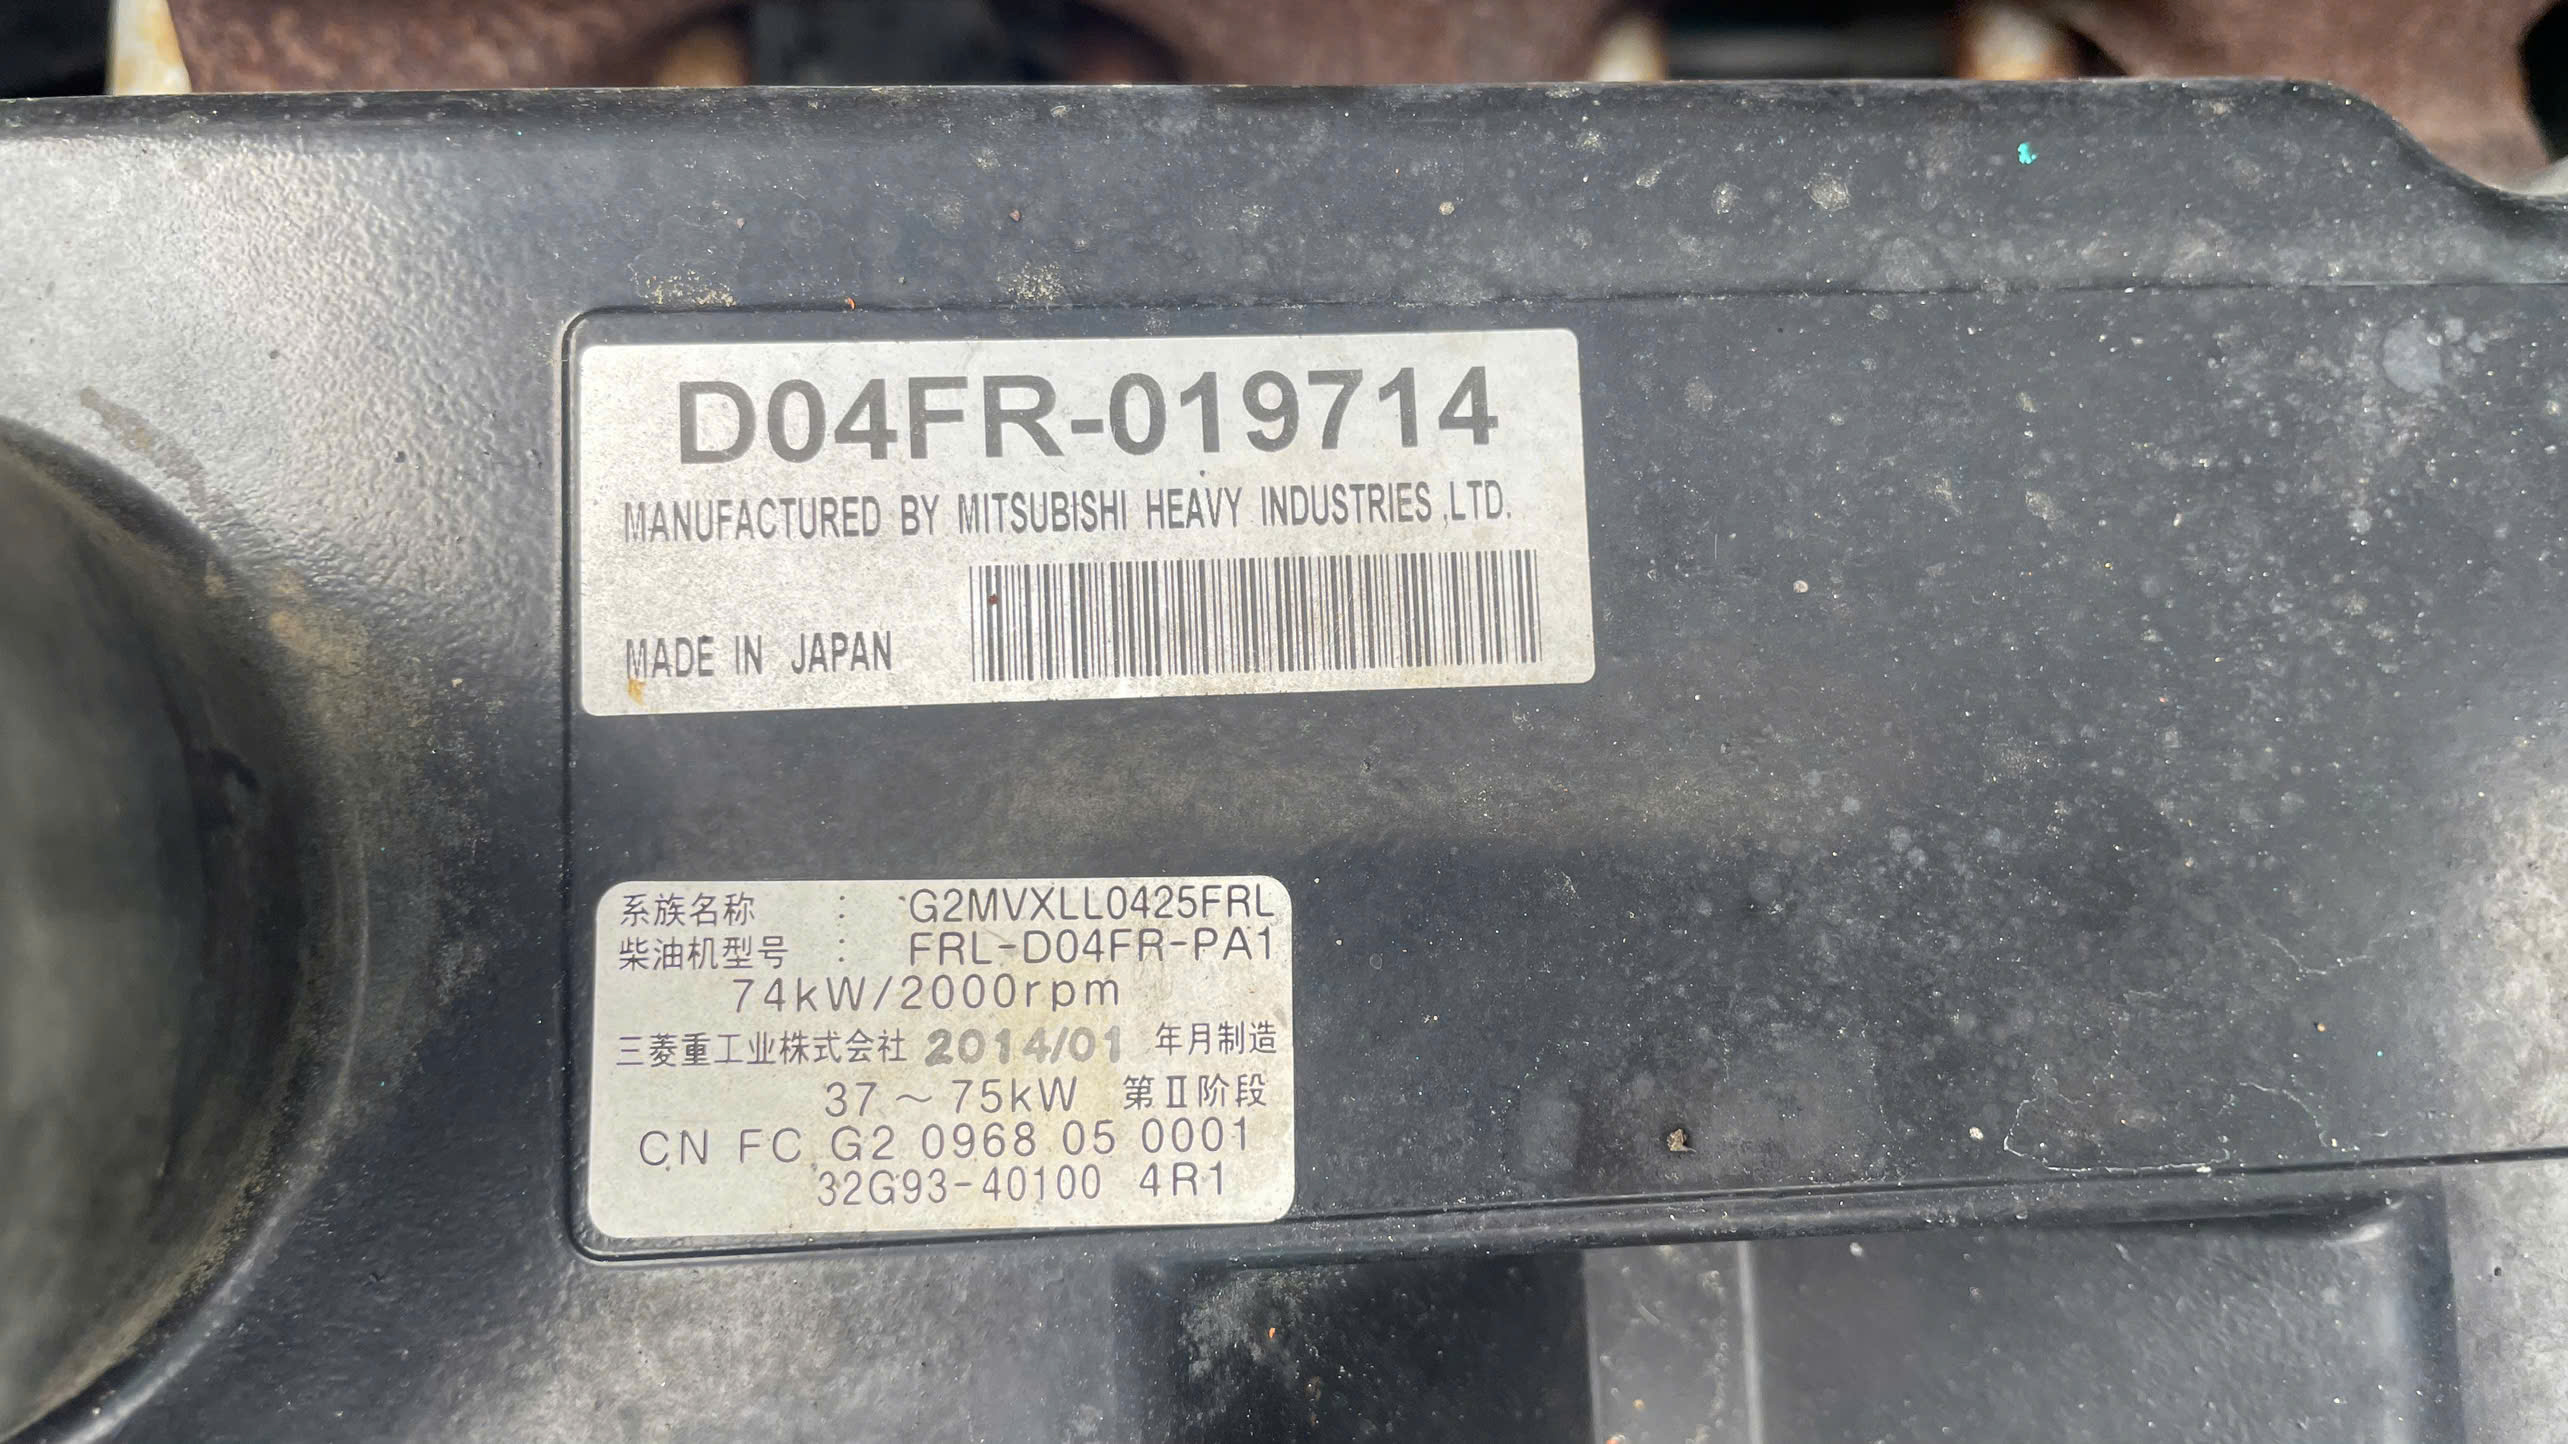 D04FR-019714
MANUFACTURED BY MITSUBISHI HEAVY INDUSTRIES ,LTD.
MADE IN JAPAN
系族名称 : G2MVXLL0425FRL
柴油机型号 : FRL-D04FR-PA1
74kW/2000rpm
三菱重工业株式会社 2014/01 年月制造
37 ～ 75kW 第Ⅱ阶段
CN FC G2 0968 05 0001
32G93-40100 4R1